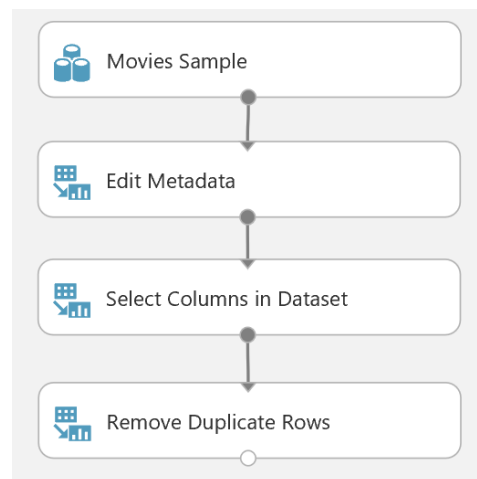 Movies Sample
Edit Metadata
Select Columns in Dataset
Remove Duplicate Rows